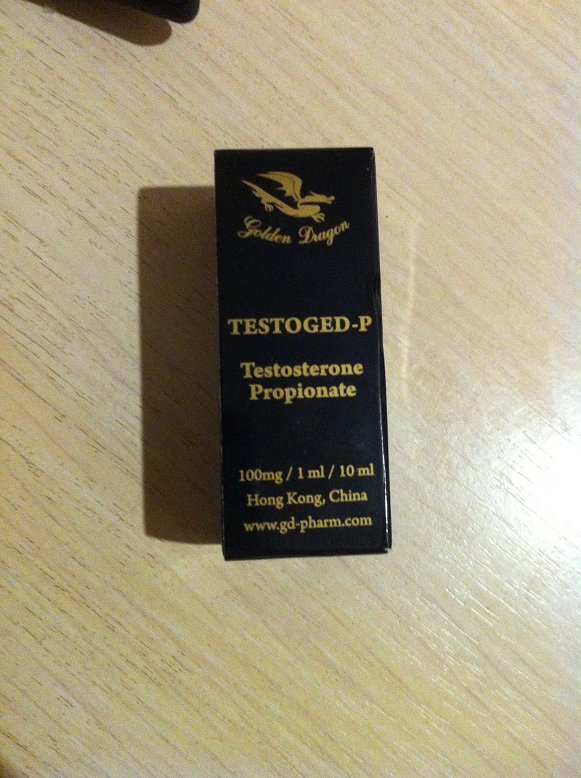 Golden Dragon
TESTOGED-P
Testosterone
Propionate
100mg / 1 ml / 10 ml
Hong Kong, China
www.gd-pharm.com